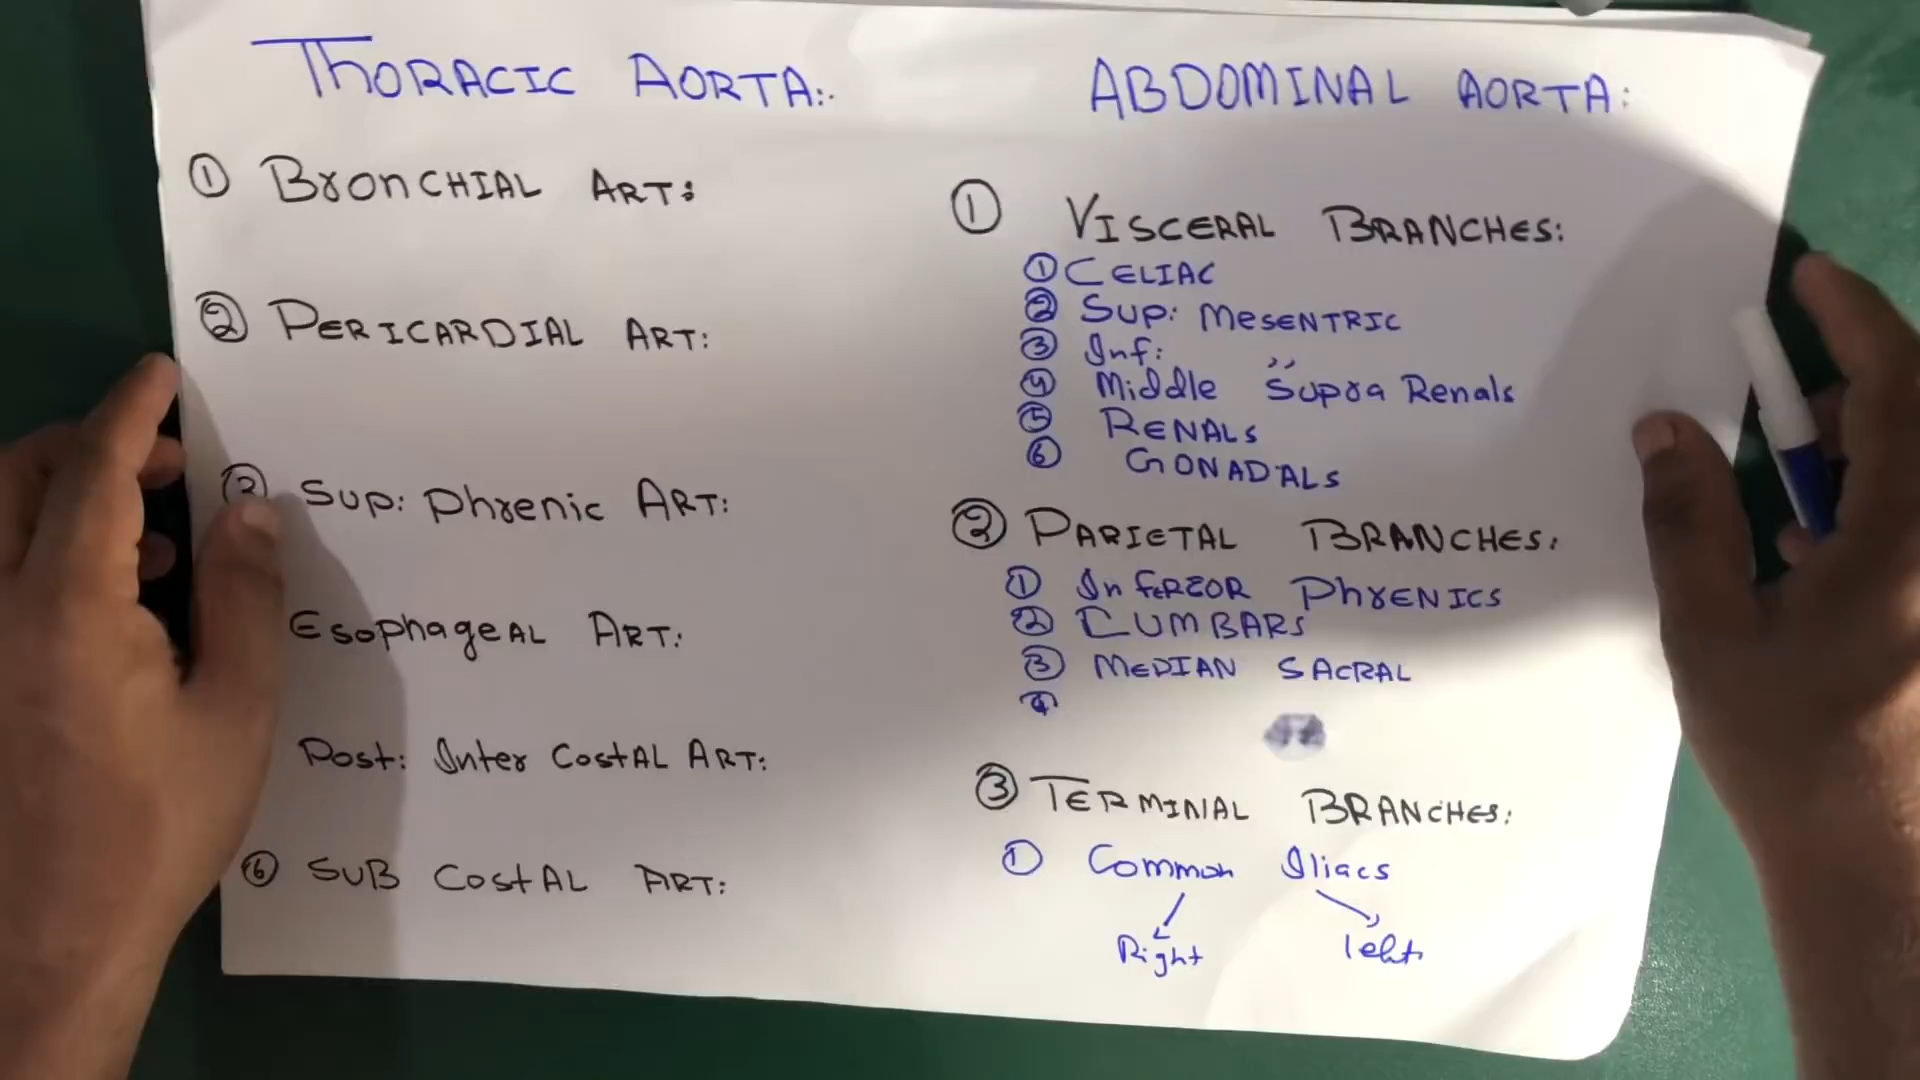 THORACIC AORTA:.
① BronCHIAL ART:
② PERICARDIAL ART:
③ Sup: Phrenic ART:
EsophageAL ART:
Post: Inter CostAL ART:
⑥ SUB COSTAL ART:
ABDOMINAL AORTA:
① VISCERAL BRANCHES:
① CELIAC
② Sup: MESENTRIC
③ Inf: ,,
④ Middle Supra Renals
⑤ RENALS
⑥ GONADALS
② PARIETAL BRANCHES:
① InFEREOR PhrENICS
② LUMBARS
③ MEDIAN SACRAL
④
③ TERMINAL BRANCHES:
① Common Iliacs
Right left